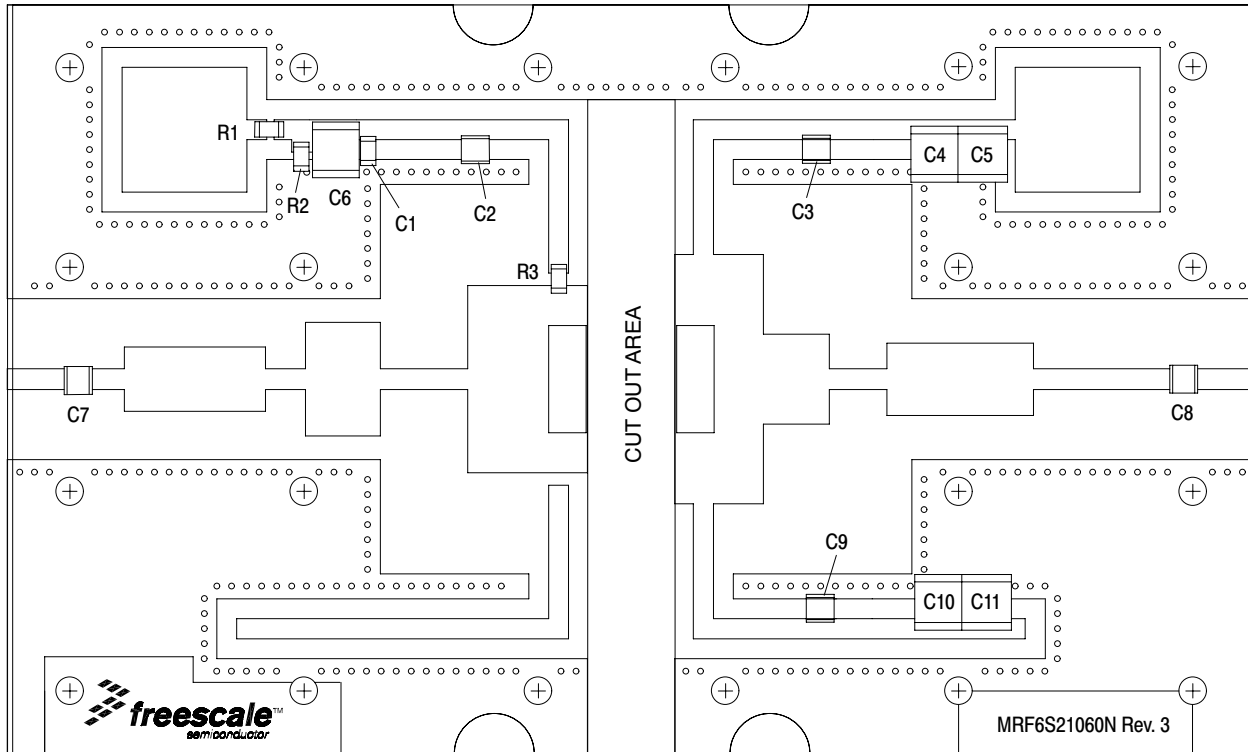 R1
R2
C6
C1
C2
C3
C4
C5
R3
C7
CUT OUT AREA
C8
C9
C10
C11
freescale™
semiconductor
MRF6S21060N Rev. 3